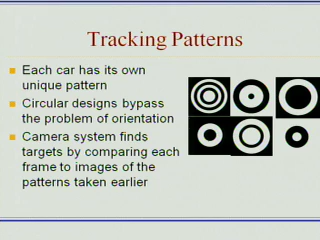 Tracking Patterns
Each car has its own
unique pattern
Circular designs bypass
the problem of orientation
Camera system finds
targets by comparing each
frame to images of the
patterns taken earlier